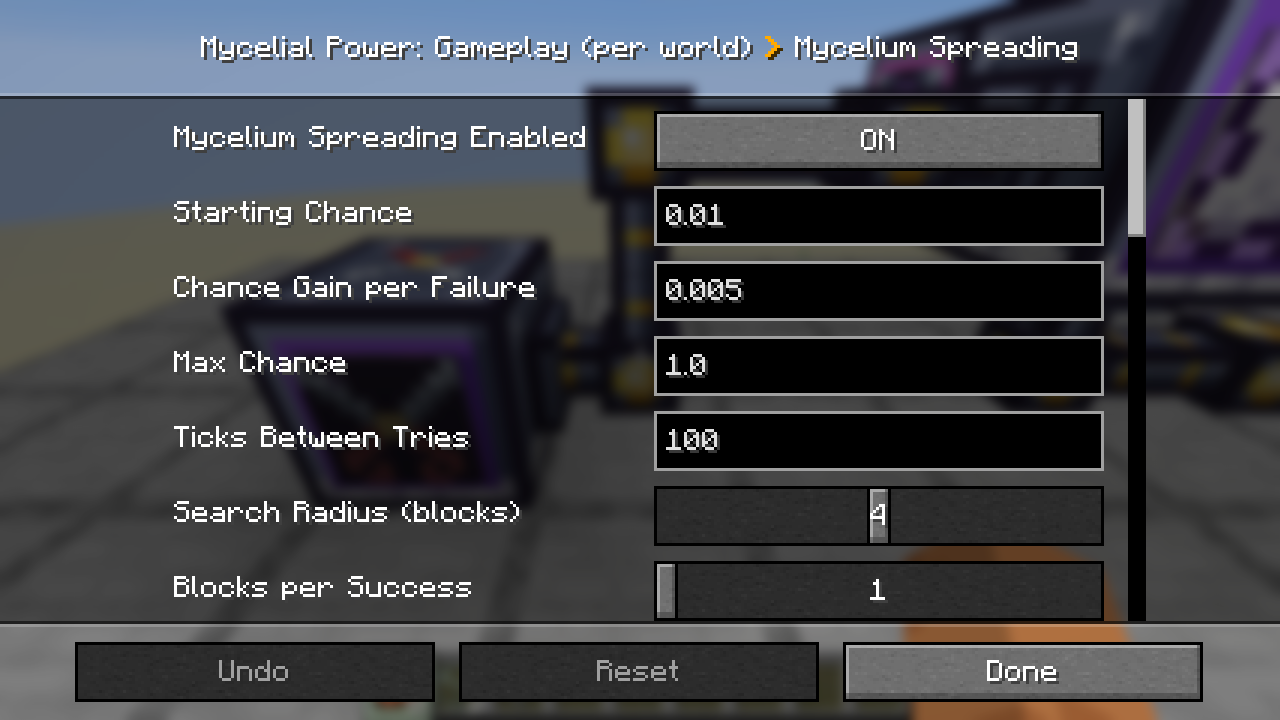 Mycelial Power: Gameplay (per world) > Mycelium Spreading
Mycelium Spreading Enabled ON
Starting Chance 0.01
Chance Gain per Failure 0.005
Max Chance 1.0
Ticks Between Tries 100
Search Radius (blocks) 4
Blocks per Success 1
Undo Reset Done